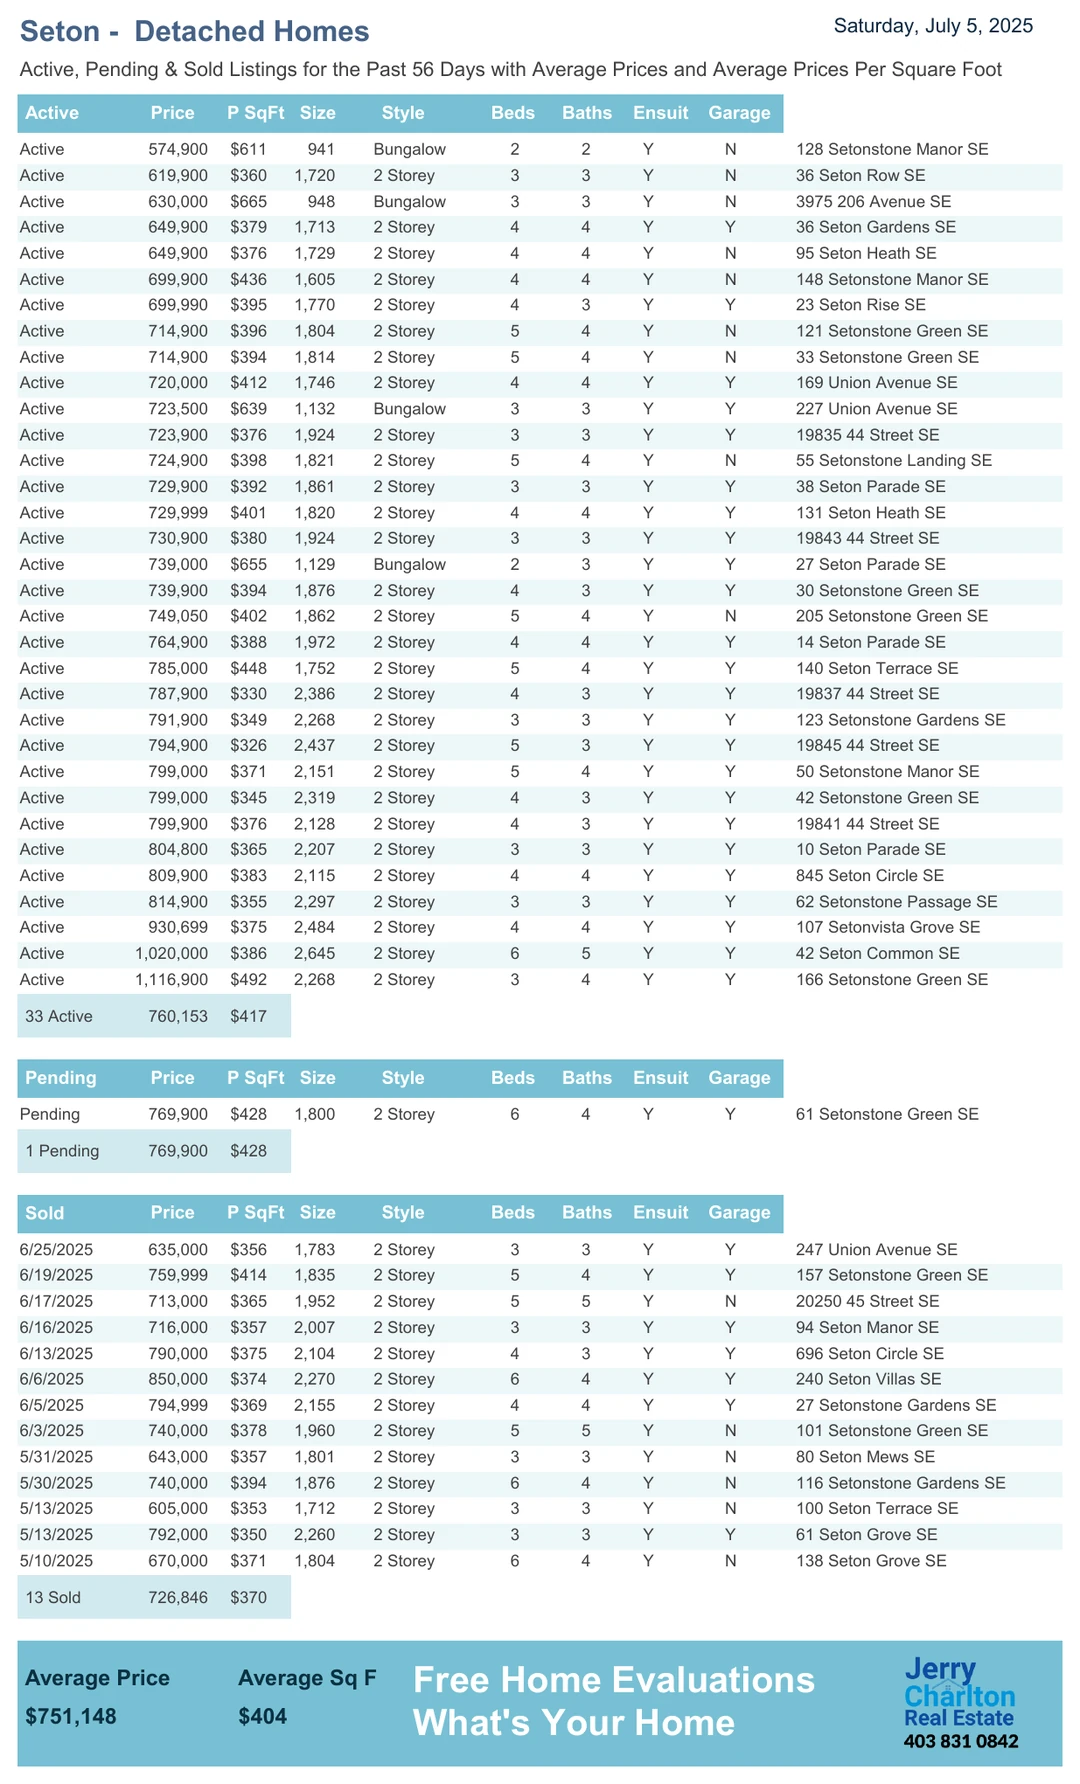 Seton -  Detached Homes
Saturday, July 5, 2025
Active, Pending & Sold Listings for the Past 56 Days with Average Prices and Average Prices Per Square Foot
Active Price P SqFt Size Style Beds Baths Ensuit Garage
Active 574,900 $611 941 Bungalow 2 2 Y N 128 Setonstone Manor SE
Active 619,900 $360 1,720 2 Storey 3 3 Y N 36 Seton Row SE
Active 630,000 $665 948 Bungalow 3 3 Y N 3975 206 Avenue SE
Active 649,900 $379 1,713 2 Storey 4 4 Y Y 36 Seton Gardens SE
Active 649,900 $376 1,729 2 Storey 4 4 Y N 95 Seton Heath SE
Active 699,900 $436 1,605 2 Storey 4 4 Y N 148 Setonstone Manor SE
Active 699,990 $395 1,770 2 Storey 4 3 Y Y 23 Seton Rise SE
Active 714,900 $396 1,804 2 Storey 5 4 Y N 121 Setonstone Green SE
Active 714,900 $394 1,814 2 Storey 5 4 Y N 33 Setonstone Green SE
Active 720,000 $412 1,746 2 Storey 4 4 Y Y 169 Union Avenue SE
Active 723,500 $639 1,132 Bungalow 3 3 Y Y 227 Union Avenue SE
Active 723,900 $376 1,924 2 Storey 3 3 Y Y 19835 44 Street SE
Active 724,900 $398 1,821 2 Storey 5 4 Y N 55 Setonstone Landing SE
Active 729,900 $392 1,861 2 Storey 3 3 Y Y 38 Seton Parade SE
Active 729,999 $401 1,820 2 Storey 4 4 Y Y 131 Seton Heath SE
Active 730,900 $380 1,924 2 Storey 3 3 Y Y 19843 44 Street SE
Active 739,000 $655 1,129 Bungalow 2 3 Y Y 27 Seton Parade SE
Active 739,900 $394 1,876 2 Storey 4 3 Y Y 30 Setonstone Green SE
Active 749,050 $402 1,862 2 Storey 5 4 Y N 205 Setonstone Green SE
Active 764,900 $388 1,972 2 Storey 4 4 Y Y 14 Seton Parade SE
Active 785,000 $448 1,752 2 Storey 5 4 Y Y 140 Seton Terrace SE
Active 787,900 $330 2,386 2 Storey 4 3 Y Y 19837 44 Street SE
Active 791,900 $349 2,268 2 Storey 3 3 Y Y 123 Setonstone Gardens SE
Active 794,900 $326 2,437 2 Storey 5 3 Y Y 19845 44 Street SE
Active 799,000 $371 2,151 2 Storey 5 4 Y Y 50 Setonstone Manor SE
Active 799,000 $345 2,319 2 Storey 4 3 Y Y 42 Setonstone Green SE
Active 799,900 $376 2,128 2 Storey 4 3 Y Y 19841 44 Street SE
Active 804,800 $365 2,207 2 Storey 3 3 Y Y 10 Seton Parade SE
Active 809,900 $383 2,115 2 Storey 4 4 Y Y 845 Seton Circle SE
Active 814,900 $355 2,297 2 Storey 3 3 Y Y 62 Setonstone Passage SE
Active 930,699 $375 2,484 2 Storey 4 4 Y Y 107 Setonvista Grove SE
Active 1,020,000 $386 2,645 2 Storey 6 5 Y Y 42 Seton Common SE
Active 1,116,900 $492 2,268 2 Storey 3 4 Y Y 166 Setonstone Green SE
33 Active 760,153 $417
Pending Price P SqFt Size Style Beds Baths Ensuit Garage
Pending 769,900 $428 1,800 2 Storey 6 4 Y Y 61 Setonstone Green SE
1 Pending 769,900 $428
Sold Price P SqFt Size Style Beds Baths Ensuit Garage
6/25/2025 635,000 $356 1,783 2 Storey 3 3 Y Y 247 Union Avenue SE
6/19/2025 759,999 $414 1,835 2 Storey 5 4 Y Y 157 Setonstone Green SE
6/17/2025 713,000 $365 1,952 2 Storey 5 5 Y N 20250 45 Street SE
6/16/2025 716,000 $357 2,007 2 Storey 3 3 Y Y 94 Seton Manor SE
6/13/2025 790,000 $375 2,104 2 Storey 4 3 Y Y 696 Seton Circle SE
6/6/2025 850,000 $374 2,270 2 Storey 6 4 Y Y 240 Seton Villas SE
6/5/2025 794,999 $369 2,155 2 Storey 4 4 Y Y 27 Setonstone Gardens SE
6/3/2025 740,000 $378 1,960 2 Storey 5 5 Y N 101 Setonstone Green SE
5/31/2025 643,000 $357 1,801 2 Storey 3 3 Y N 80 Seton Mews SE
5/30/2025 740,000 $394 1,876 2 Storey 6 4 Y N 116 Setonstone Gardens SE
5/13/2025 605,000 $353 1,712 2 Storey 3 3 Y N 100 Seton Terrace SE
5/13/2025 792,000 $350 2,260 2 Storey 3 3 Y Y 61 Seton Grove SE
5/10/2025 670,000 $371 1,804 2 Storey 6 4 Y N 138 Seton Grove SE
13 Sold 726,846 $370
Average Price Average Sq F
$751,148 $404
Free Home Evaluations
What's Your Home
Jerry
Charlton
Real Estate
403 831 0842